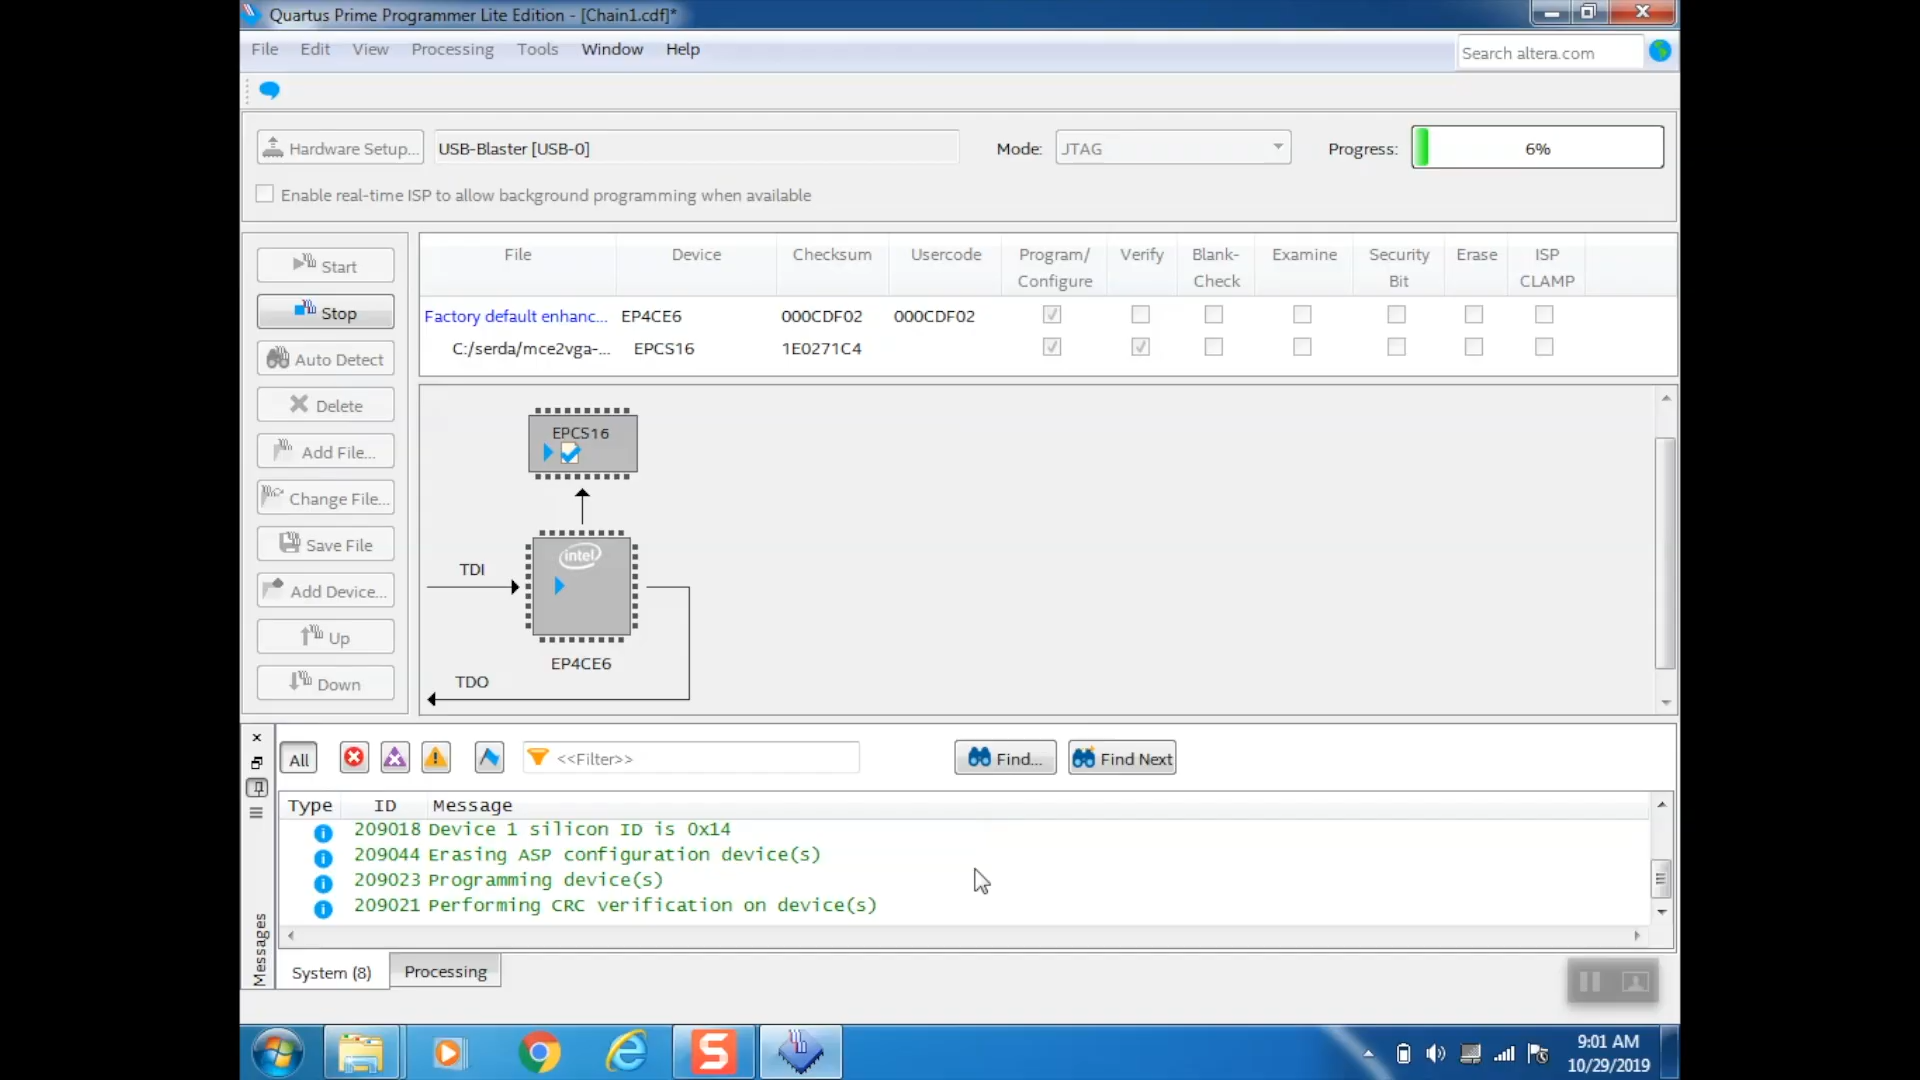 Quartus Prime Programmer Lite Edition - [Chain1.cdf]*
File Edit View Processing Tools Window Help
Search altera.com
Hardware Setup... USB-Blaster [USB-0] Mode: JTAG Progress: 6%
Enable real-time ISP to allow background programming when available
Start
Stop
Auto Detect
Delete
Add File...
Change File...
Save File
Add Device...
Up
Down
File Device Checksum Usercode Program/ Verify Blank- Examine Security Erase ISP
Configure Check Bit CLAMP
Factory default enhanc... EP4CE6 000CDF02 000CDF02
C:/serda/mce2vga-... EPCS16 1E0271C4
EPCS16
intel
TDI
EP4CE6
TDO
All <<Filter>> Find... Find Next
Type ID Message
209018 Device 1 silicon ID is 0x14
209044 Erasing ASP configuration device(s)
209023 Programming device(s)
209021 Performing CRC verification on device(s)
Messages
System (8) Processing
9:01 AM
10/29/2019